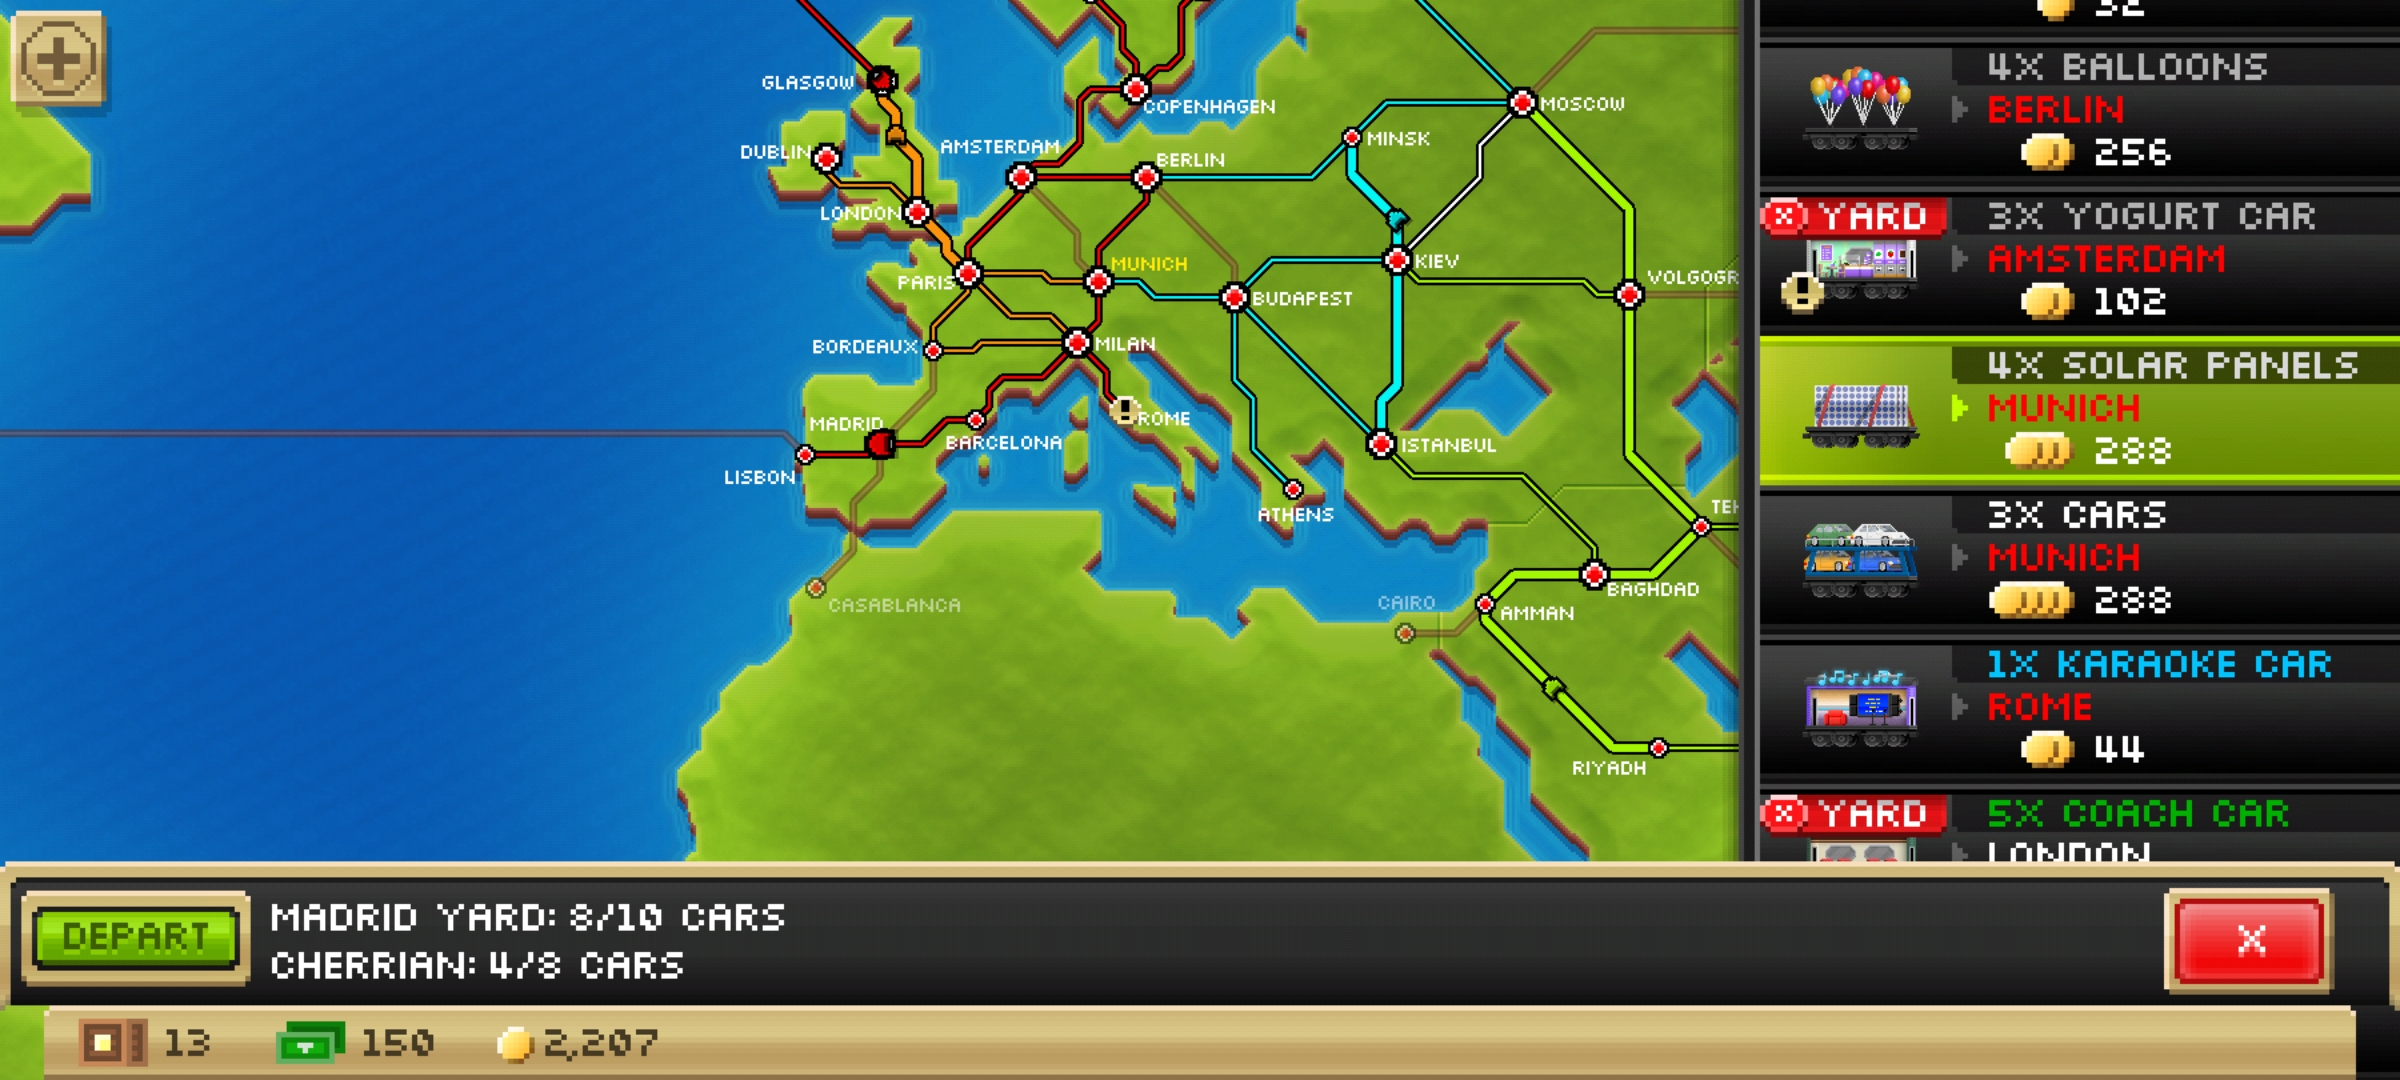 GLASGOW
COPENHAGEN
MOSCOW
MINSK
DUBLIN
AMSTERDAM
BERLIN
LONDON
KIEV
MUNICH
PARIS
BUDAPEST
BORDEAUX
MILAN
MADRID
ROME
BARCELONA
ISTANBUL
LISBON
ATHENS
BAGHDAD
CASABLANCA
CAIRO
AMMAN
RIYADH
32
4X BALLOONS
BERLIN
256
YARD
3X YOGURT CAR
AMSTERDAM
102
4X SOLAR PANELS
MUNICH
288
3X CARS
MUNICH
288
1X KARAOKE CAR
ROME
44
YARD
5X COACH CAR
LONDON
DEPART
MADRID YARD: 8/10 CARS
CHERRIAN: 4/8 CARS
X
13
150
2,207